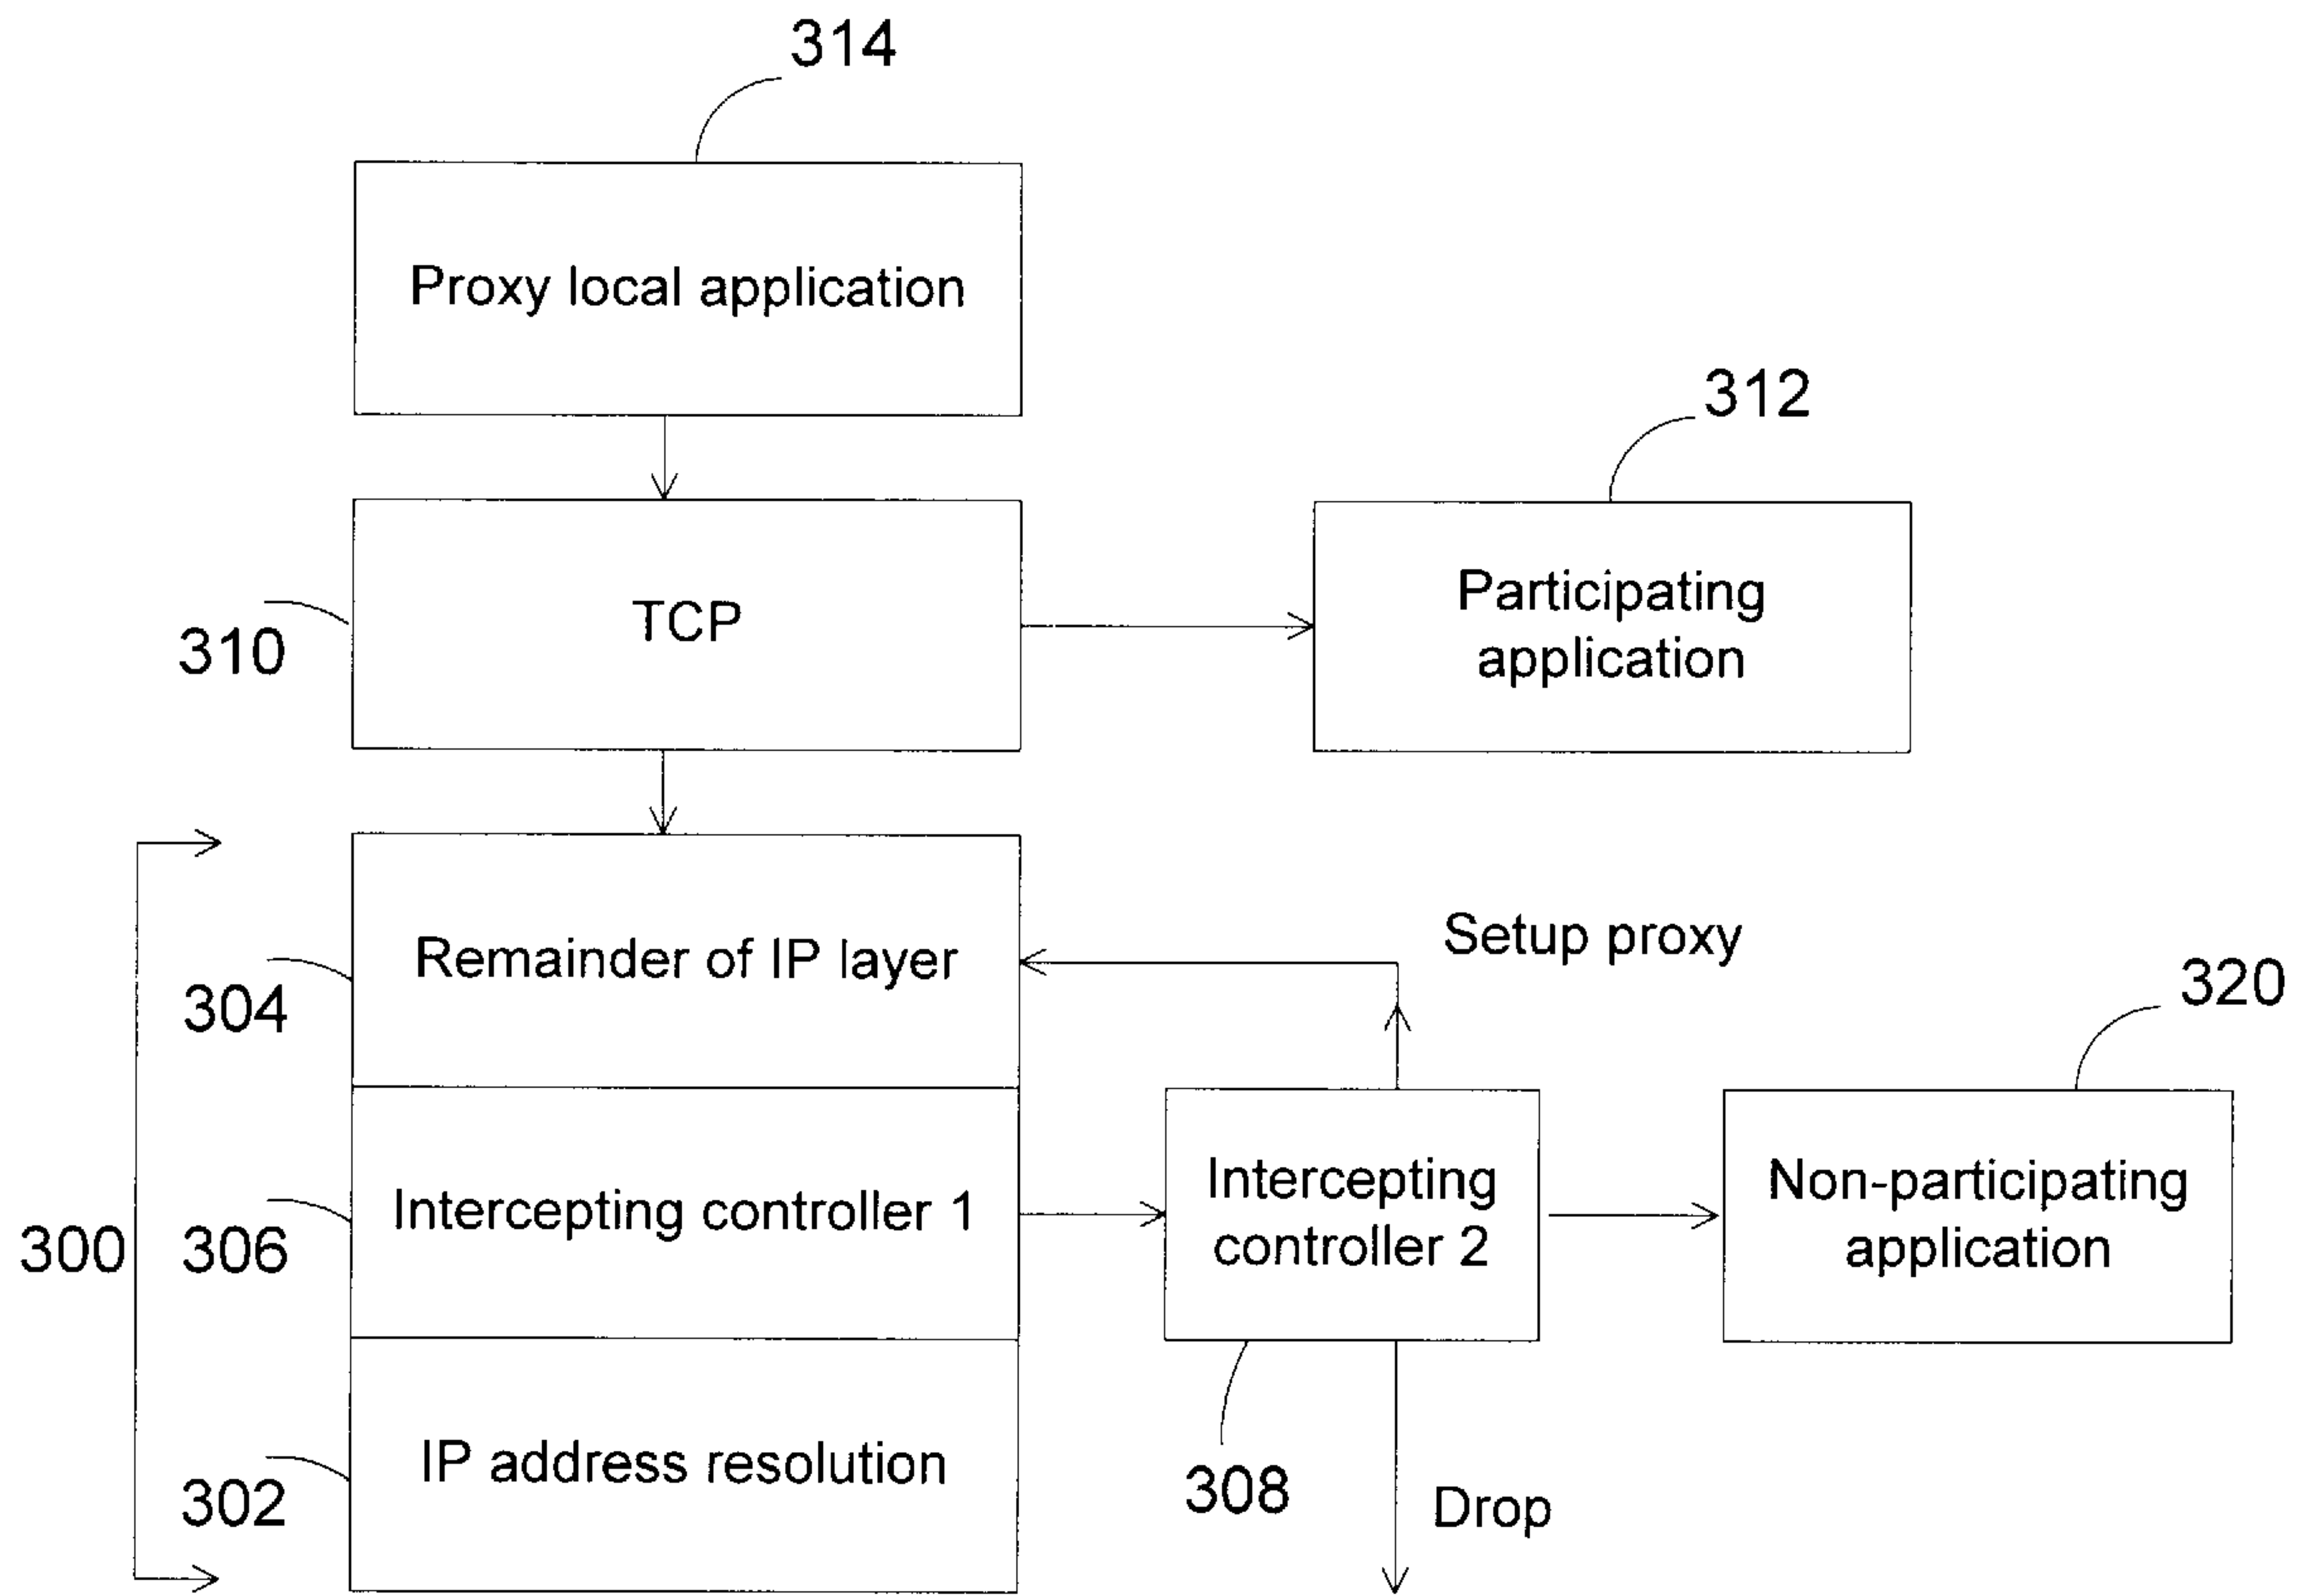 314
Proxy local application
312
TCP
Participating
application
310
Setup proxy
Remainder of IP layer
320
304
Intercepting
controller 2
Non-participating
application
Intercepting controller 1
300
306
IP address resolution
308
302
Drop